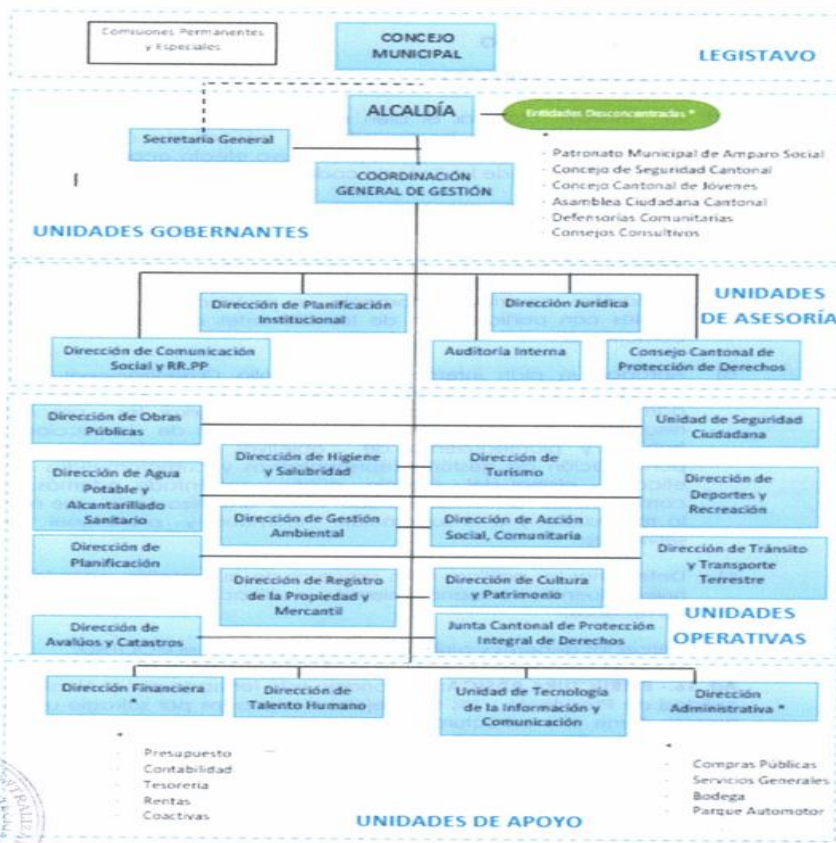 Comisiones Permanentes
y Especiales
CONCEJO
MUNICIPAL
LEGISTAVO
ALCALDÍA
Entidades Desconcentradas *
Secretaría General
*
- Patronato Municipal de Amparo Social
- Concejo de Seguridad Cantonal
- Concejo Cantonal de Jóvenes
- Asamblea Ciudadana Cantonal
- Defensorías Comunitarias
- Consejos Consultivos
COORDINACIÓN
GENERAL DE GESTIÓN
UNIDADES GOBERNANTES
UNIDADES
DE ASESORÍA
Dirección de Planificación
Institucional
Dirección Jurídica
Dirección de Comunicación
Social y RR.PP
Auditoría Interna
Consejo Cantonal de
Protección de Derechos
Dirección de Obras
Públicas
Unidad de Seguridad
Ciudadana
Dirección de Higiene
y Salubridad
Dirección de
Turismo
Dirección de Agua
Potable y
Alcantarillado
Sanitario
Dirección de
Deportes y
Recreación
Dirección de Gestión
Ambiental
Dirección de Acción
Social, Comunitaria
Dirección de
Planificación
Dirección de Tránsito
y Transporte
Terrestre
Dirección de Registro
de la Propiedad y
Mercantil
Dirección de Cultura
y Patrimonio
Dirección de
Avalúos y Catastros
Junta Cantonal de Protección
Integral de Derechos
UNIDADES
OPERATIVAS
Dirección Financiera
*
Dirección de
Talento Humano
Unidad de Tecnología
de la Información y
Comunicación
Dirección
Administrativa *
*
- Presupuesto
- Contabilidad
- Tesorería
- Rentas
- Coactivas
*
- Compras Públicas
- Servicios Generales
- Bodega
- Parque Automotor
UNIDADES DE APOYO